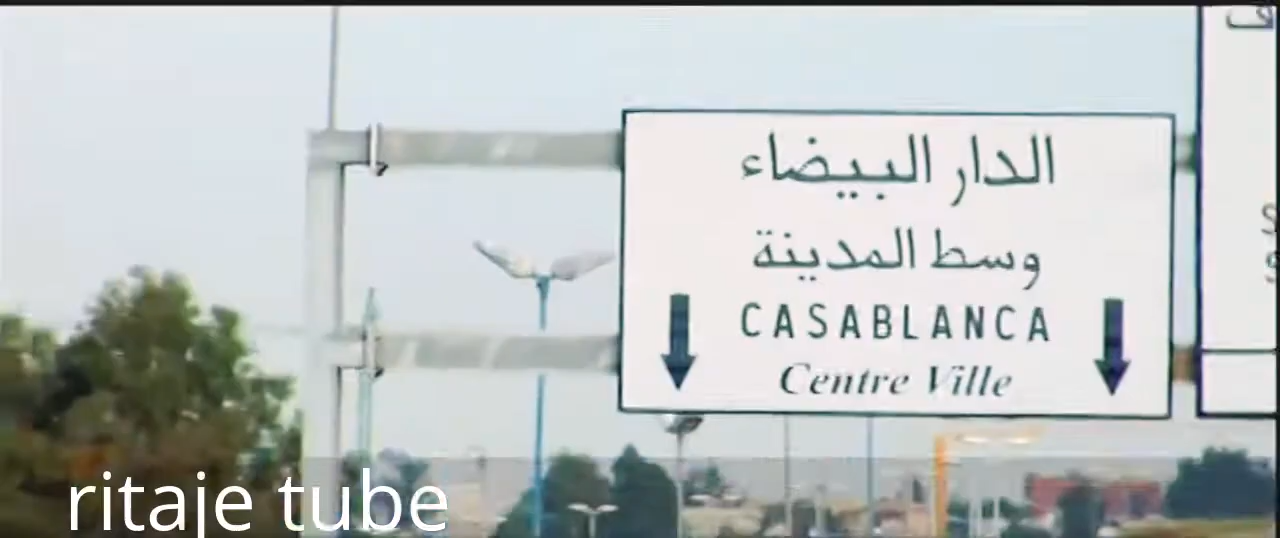 الدار البيضاء
وسط المدينة
CASABLANCA
Centre Ville
ritaje tube